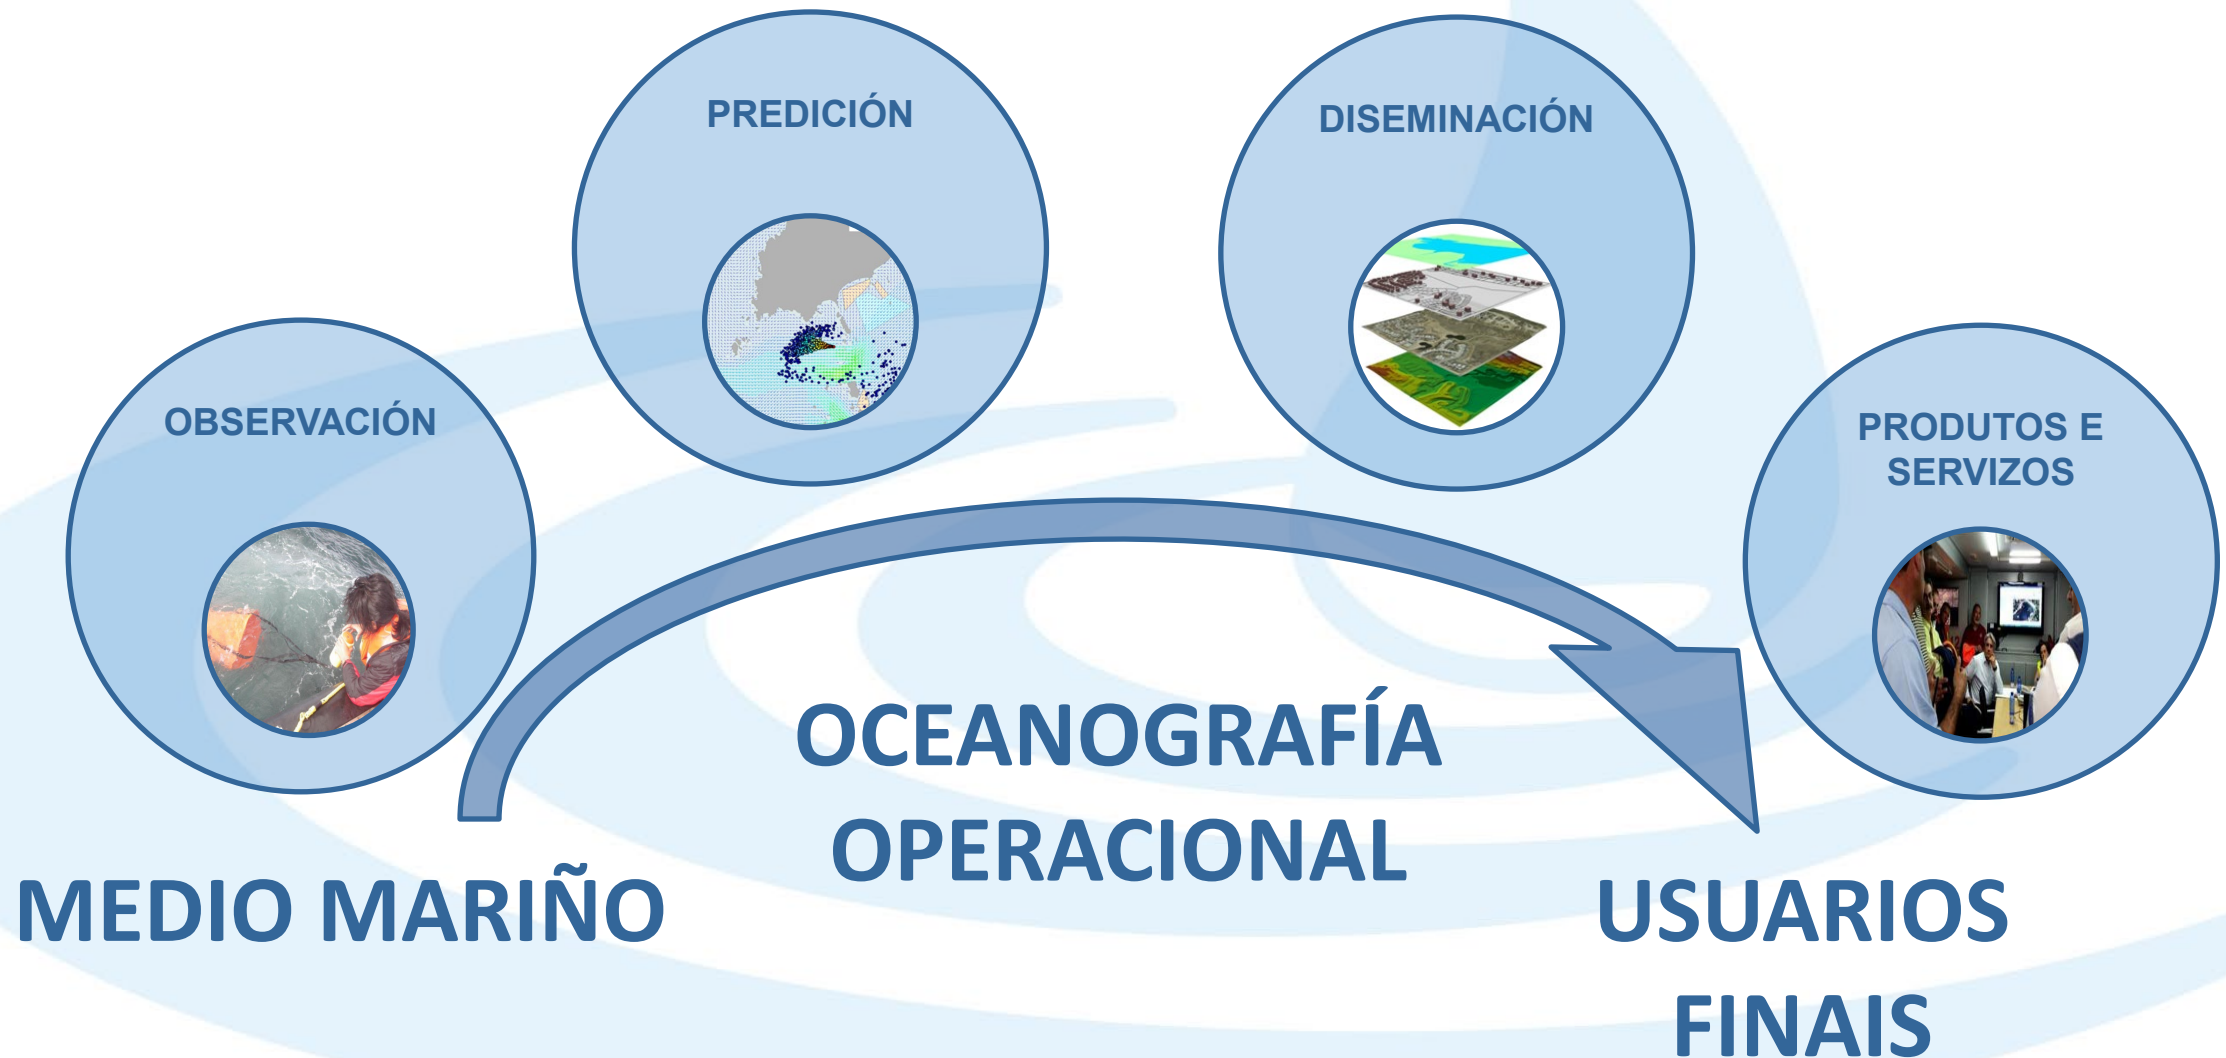 PREDICIÓN
DISEMINACIÓN
OBSERVACIÓN
PRODUTOS E
SERVIZOS
OCEANOGRAFÍA
OPERACIONAL
MEDIO MARIÑO
USUARIOS
FINAIS